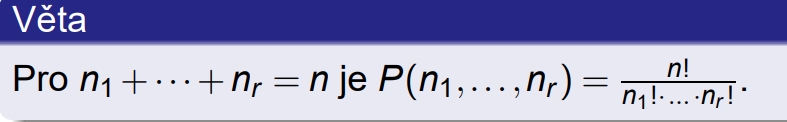 Věta
Pro n₁ + ⋯ + nᵣ = n je P(n₁, …, nᵣ) = n! / (n₁! · … · nᵣ!).